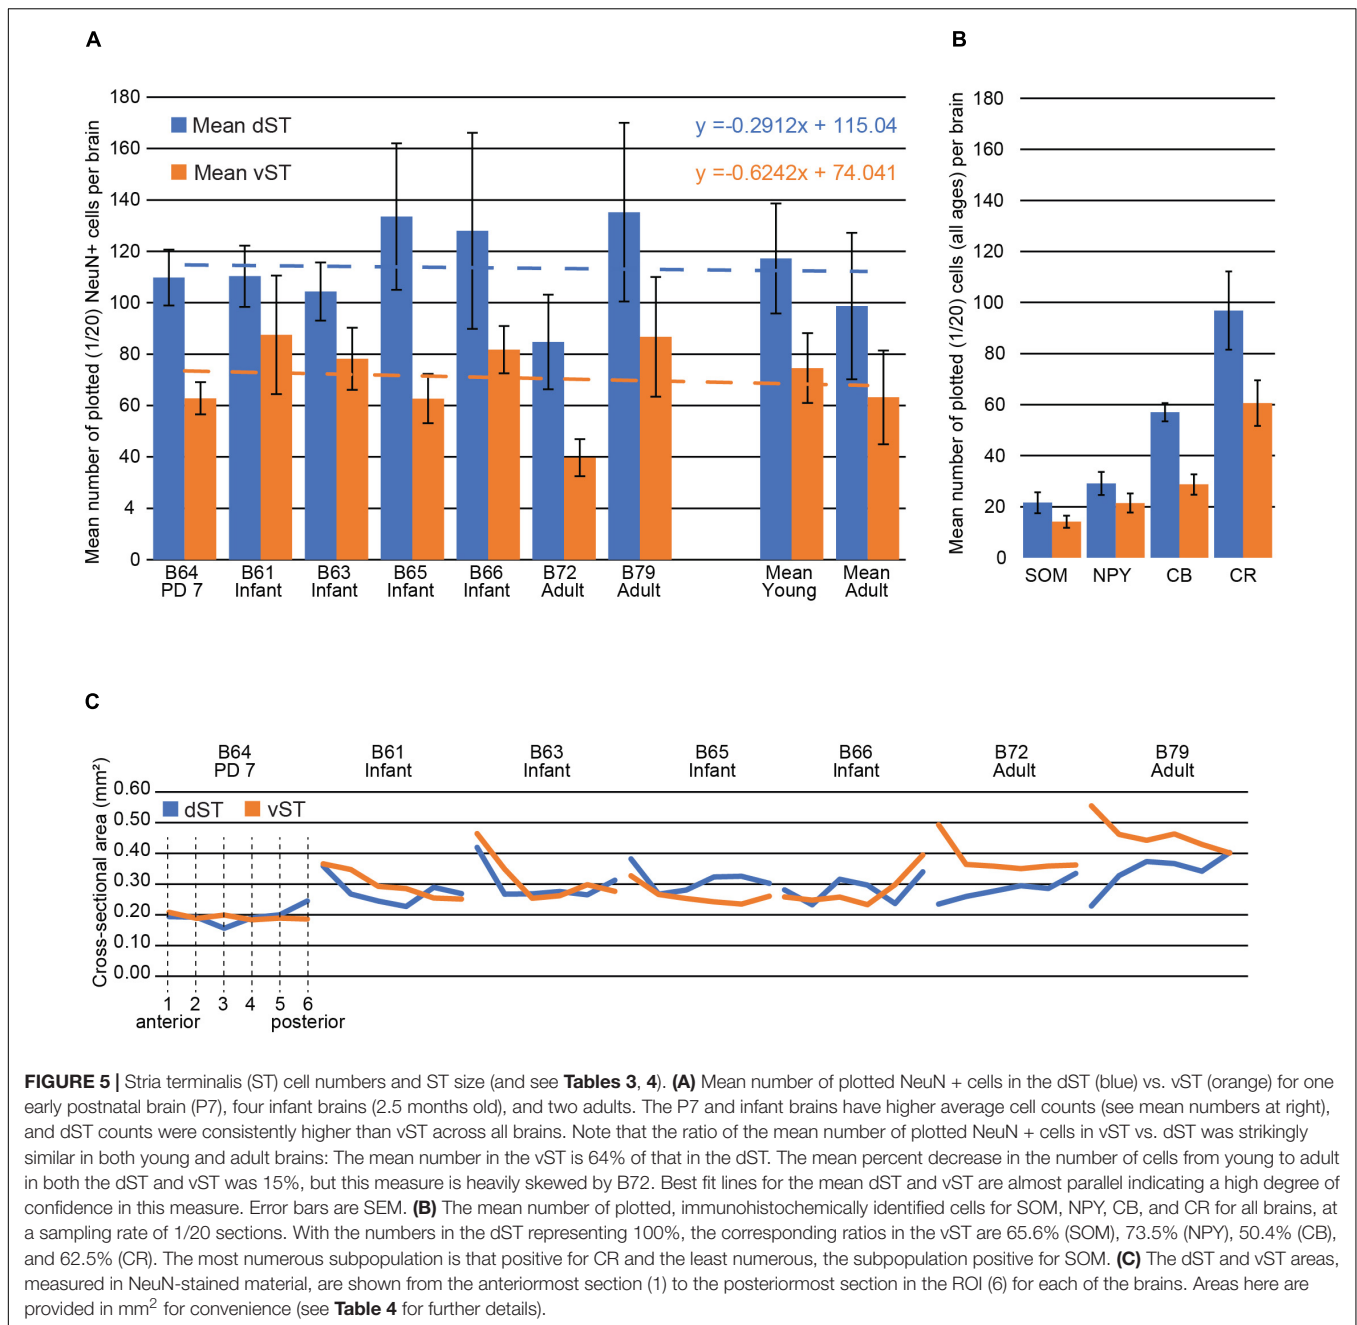 A
Mean number of plotted (1/20) NeuN+ cells per brain
180
160
140
120
100
80
60
40
4
0
Mean dST
Mean vST
y =-0.2912x + 115.04
y =-0.6242x + 74.041
B64 B61 B63 B65 B66 B72 B79 Mean Mean
PD 7 Infant Infant Infant Infant Adult Adult Young Adult
B
Mean number of plotted (1/20) cells (all ages) per brain
180
160
140
120
100
80
60
40
20
0
SOM NPY CB CR
C
B64 B61 B63 B65 B66 B72 B79
PD 7 Infant Infant Infant Infant Adult Adult
Cross-sectional area (mm²)
0.60
0.50
0.40
0.30
0.20
0.10
0.00
dST vST
1 2 3 4 5 6
anterior posterior
FIGURE 5 | Stria terminalis (ST) cell numbers and ST size (and see Tables 3, 4). (A) Mean number of plotted NeuN + cells in the dST (blue) vs. vST (orange) for one
early postnatal brain (P7), four infant brains (2.5 months old), and two adults. The P7 and infant brains have higher average cell counts (see mean numbers at right),
and dST counts were consistently higher than vST across all brains. Note that the ratio of the mean number of plotted NeuN + cells in vST vs. dST was strikingly
similar in both young and adult brains: The mean number in the vST is 64% of that in the dST. The mean percent decrease in the number of cells from young to adult
in both the dST and vST was 15%, but this measure is heavily skewed by B72. Best fit lines for the mean dST and vST are almost parallel indicating a high degree of
confidence in this measure. Error bars are SEM. (B) The mean number of plotted, immunohistochemically identified cells for SOM, NPY, CB, and CR for all brains, at
a sampling rate of 1/20 sections. With the numbers in the dST representing 100%, the corresponding ratios in the vST are 65.6% (SOM), 73.5% (NPY), 50.4% (CB),
and 62.5% (CR). The most numerous subpopulation is that positive for CR and the least numerous, the subpopulation positive for SOM. (C) The dST and vST areas,
measured in NeuN-stained material, are shown from the anteriormost section (1) to the posteriormost section in the ROI (6) for each of the brains. Areas here are
provided in mm² for convenience (see Table 4 for further details).